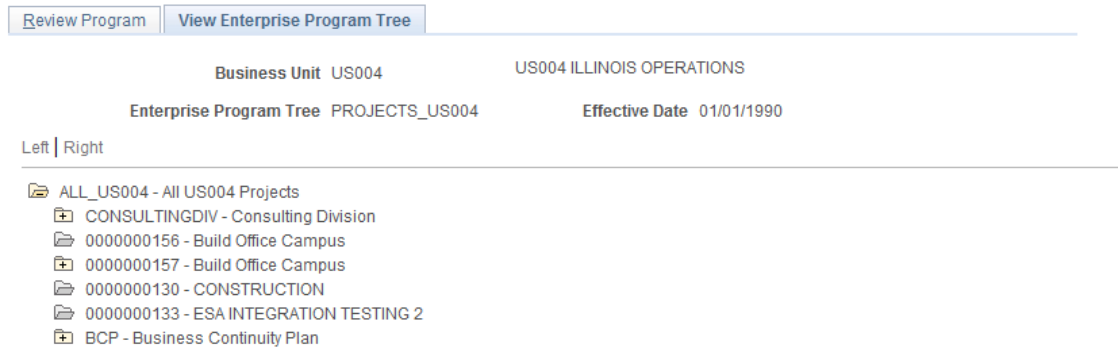 Review Program View Enterprise Program Tree
Business Unit US004 US004 ILLINOIS OPERATIONS
Enterprise Program Tree PROJECTS_US004 Effective Date 01/01/1990
Left | Right
ALL_US004 - All US004 Projects
CONSULTINGDIV - Consulting Division
0000000156 - Build Office Campus
0000000157 - Build Office Campus
0000000130 - CONSTRUCTION
0000000133 - ESA INTEGRATION TESTING 2
BCP - Business Continuity Plan